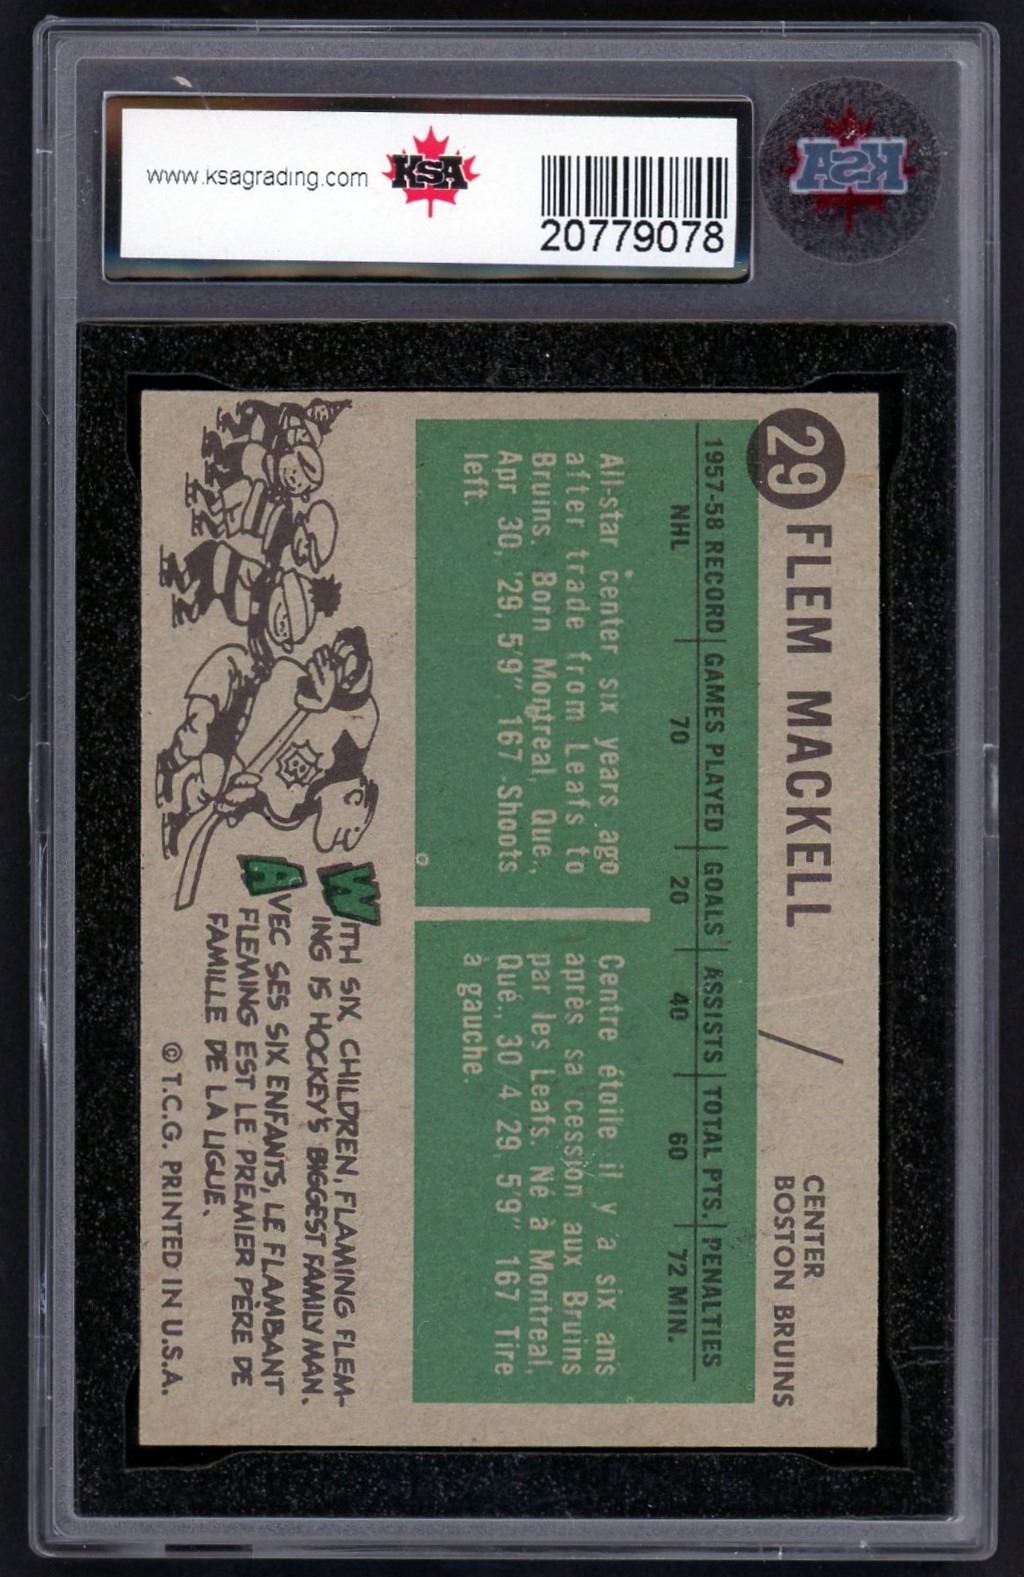 www.ksagrading.com
KSA
20779078
KSA
29
FLEM MACKELL
CENTER
BOSTON BRUINS
1957-58 RECORD GAMES PLAYED GOALS ASSISTS TOTAL PTS. PENALTIES
NHL 70 20 40 60 72 MIN.
All-star center six years ago
after trade from Leafs to
Bruins. Born Montreal, Que.,
Apr 30, '29, 5'9", 167 -Shoots
left.
Centre étoile il y a six ans
après sa cession aux Bruins
par les Leafs. Né à Montreal,
Qué., 30/4/29, 5'9" 167 Tire
à gauche.
WITH SIX CHILDREN, FLAMING FLEM-
ING IS HOCKEY'S BIGGEST FAMILY MAN.
AVEC SES SIX ENFANTS, LE FLAMBANT
FLEMING EST LE PREMIER PÈRE DE
FAMILLE DE LA LIGUE.
© T.C.G. PRINTED IN U.S.A.